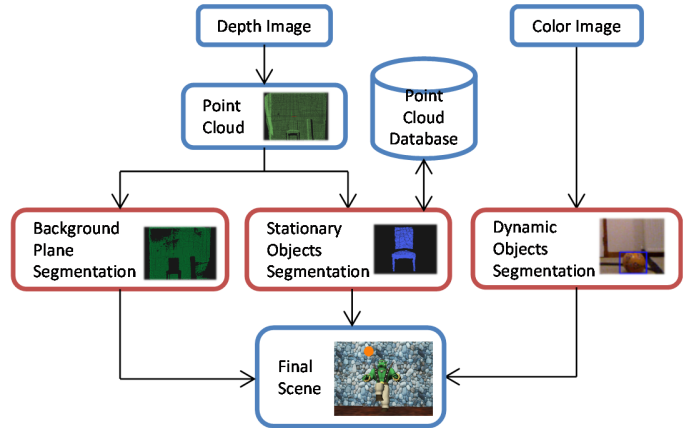 Depth Image
Color Image
Point
Cloud
Point
Cloud
Database
Background
Plane
Segmentation
Stationary
Objects
Segmentation
Dynamic
Objects
Segmentation
Final
Scene